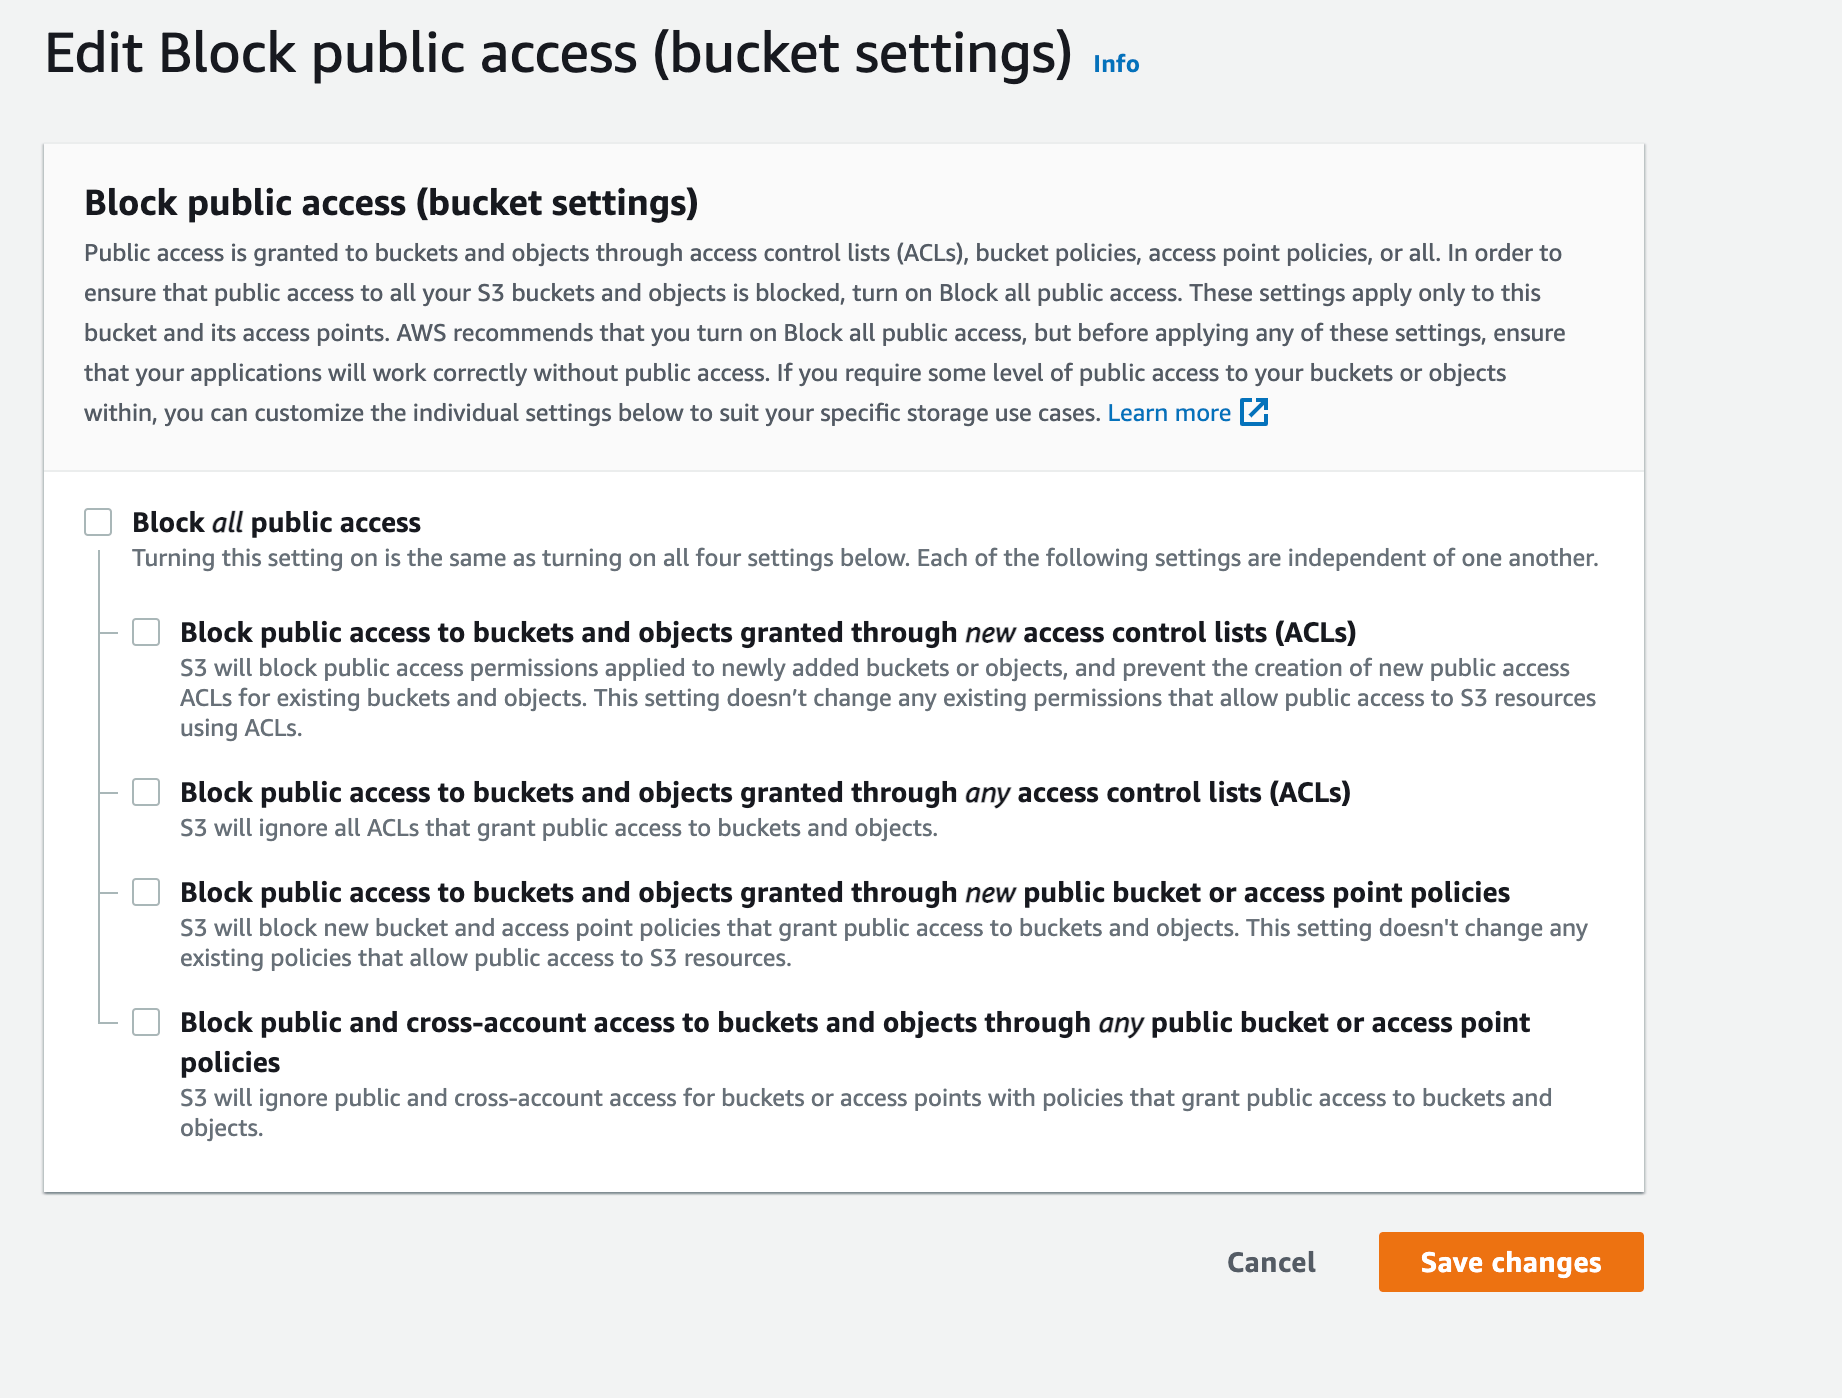 Edit Block public access (bucket settings) Info
Block public access (bucket settings)
Public access is granted to buckets and objects through access control lists (ACLs), bucket policies, access point policies, or all. In order to
ensure that public access to all your S3 buckets and objects is blocked, turn on Block all public access. These settings apply only to this
bucket and its access points. AWS recommends that you turn on Block all public access, but before applying any of these settings, ensure
that your applications will work correctly without public access. If you require some level of public access to your buckets or objects
within, you can customize the individual settings below to suit your specific storage use cases. Learn more
Block all public access
Turning this setting on is the same as turning on all four settings below. Each of the following settings are independent of one another.
Block public access to buckets and objects granted through new access control lists (ACLs)
S3 will block public access permissions applied to newly added buckets or objects, and prevent the creation of new public access
ACLs for existing buckets and objects. This setting doesn’t change any existing permissions that allow public access to S3 resources
using ACLs.
Block public access to buckets and objects granted through any access control lists (ACLs)
S3 will ignore all ACLs that grant public access to buckets and objects.
Block public access to buckets and objects granted through new public bucket or access point policies
S3 will block new bucket and access point policies that grant public access to buckets and objects. This setting doesn't change any
existing policies that allow public access to S3 resources.
Block public and cross-account access to buckets and objects through any public bucket or access point
policies
S3 will ignore public and cross-account access for buckets or access points with policies that grant public access to buckets and
objects.
Cancel Save changes